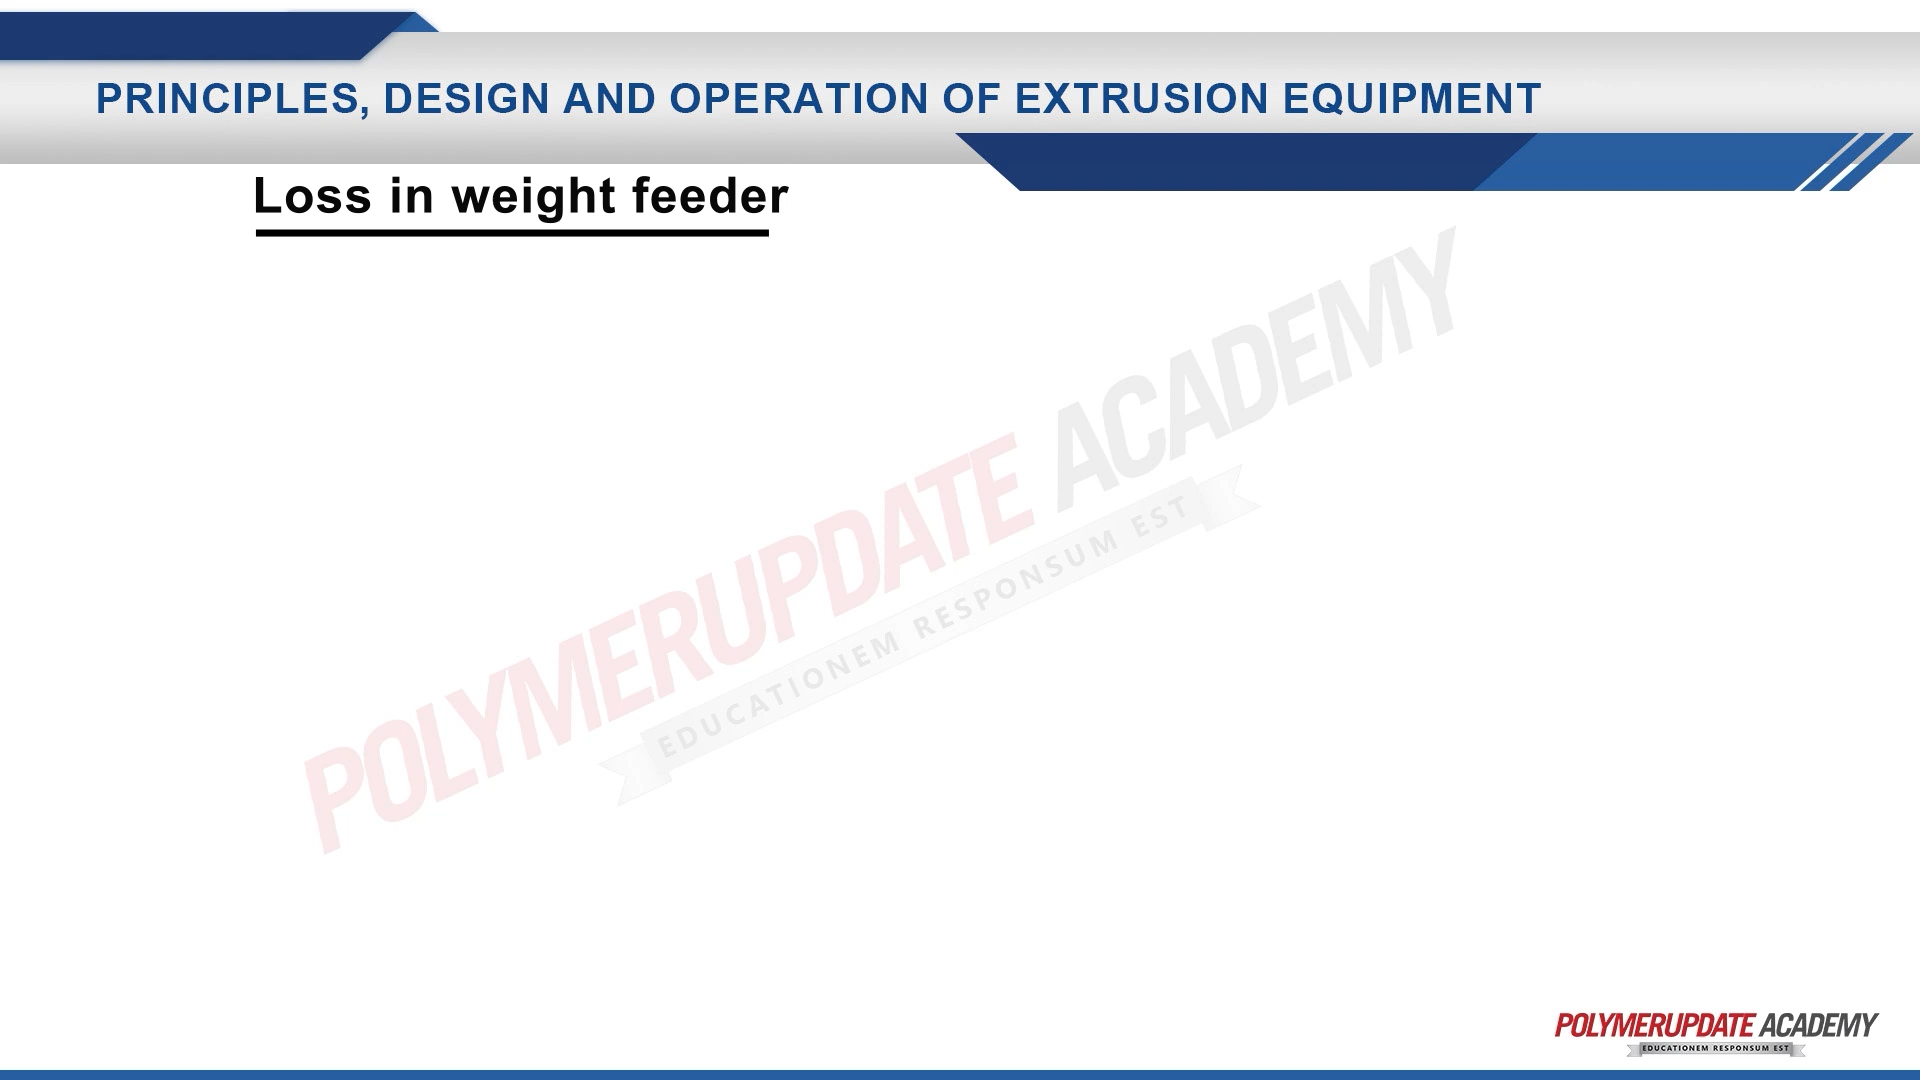 PRINCIPLES, DESIGN AND OPERATION OF EXTRUSION EQUIPMENT
Loss in weight feeder
POLYMERUPDATE ACADEMY
EDUCATIONEM RESPONSUM EST
POLYMERUPDATE ACADEMY
EDUCATIONEM RESPONSUM EST